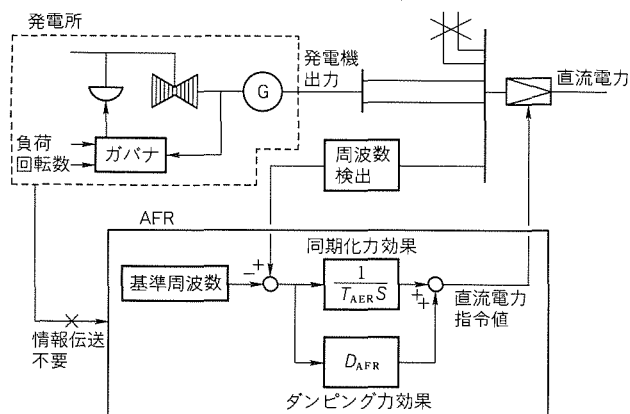 発電所
発電機
出力
直流電力
G
負荷
回転数
ガバナ
周波数
検出
AFR
同期化力効果
基準周波数
− +
1
T_AER S
+
+
直流電力
指令値
情報伝送
不要
D_AFR
ダンピング力効果